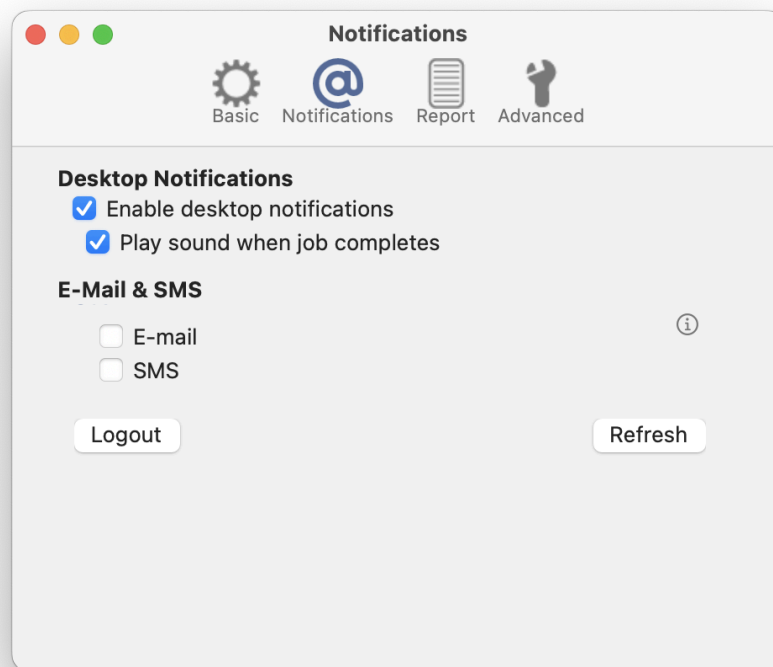 Notifications
Basic Notifications Report Advanced
Desktop Notifications
Enable desktop notifications
Play sound when job completes
E-Mail & SMS
E-mail
SMS
Logout Refresh